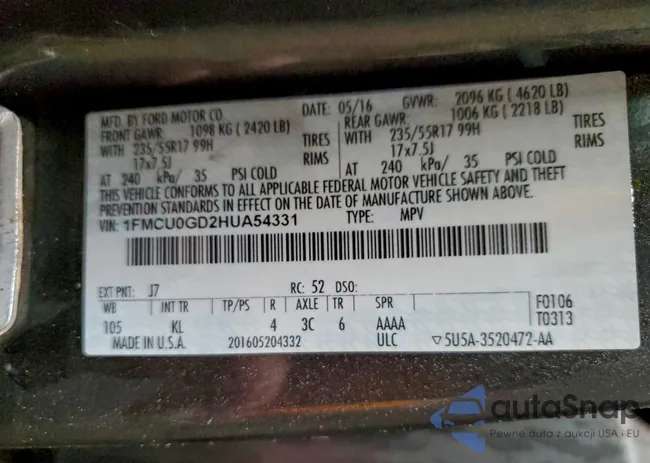 MFD. BY FORD MOTOR CO. DATE: 05/16 GVWR: 2096 KG ( 4620 LB)
FRONT GAWR: 1098 KG ( 2420 LB) REAR GAWR: 1006 KG ( 2218 LB)
WITH 235/55R17 99H TIRES WITH 235/55R17 99H TIRES
17x7.5J RIMS 17x7.5J RIMS
AT 240 kPa/ 35 PSI COLD AT 240 kPa/ 35 PSI COLD
THIS VEHICLE CONFORMS TO ALL APPLICABLE FEDERAL MOTOR VEHICLE SAFETY AND THEFT
PREVENTION STANDARDS IN EFFECT ON THE DATE OF MANUFACTURE SHOWN ABOVE.
VIN: 1FMCU0GD2HUA54331 TYPE: MPV
EXT PNT: J7 RC: 52 DSO:
WB INT TR TP/PS R AXLE TR SPR F0106
105 KL 4 3C 6 AAAA T0313
MADE IN U.S.A. 201605204332 ULC ▽5U5A-3520472-AA
autoSnap
Pewne auto z aukcji USA i EU